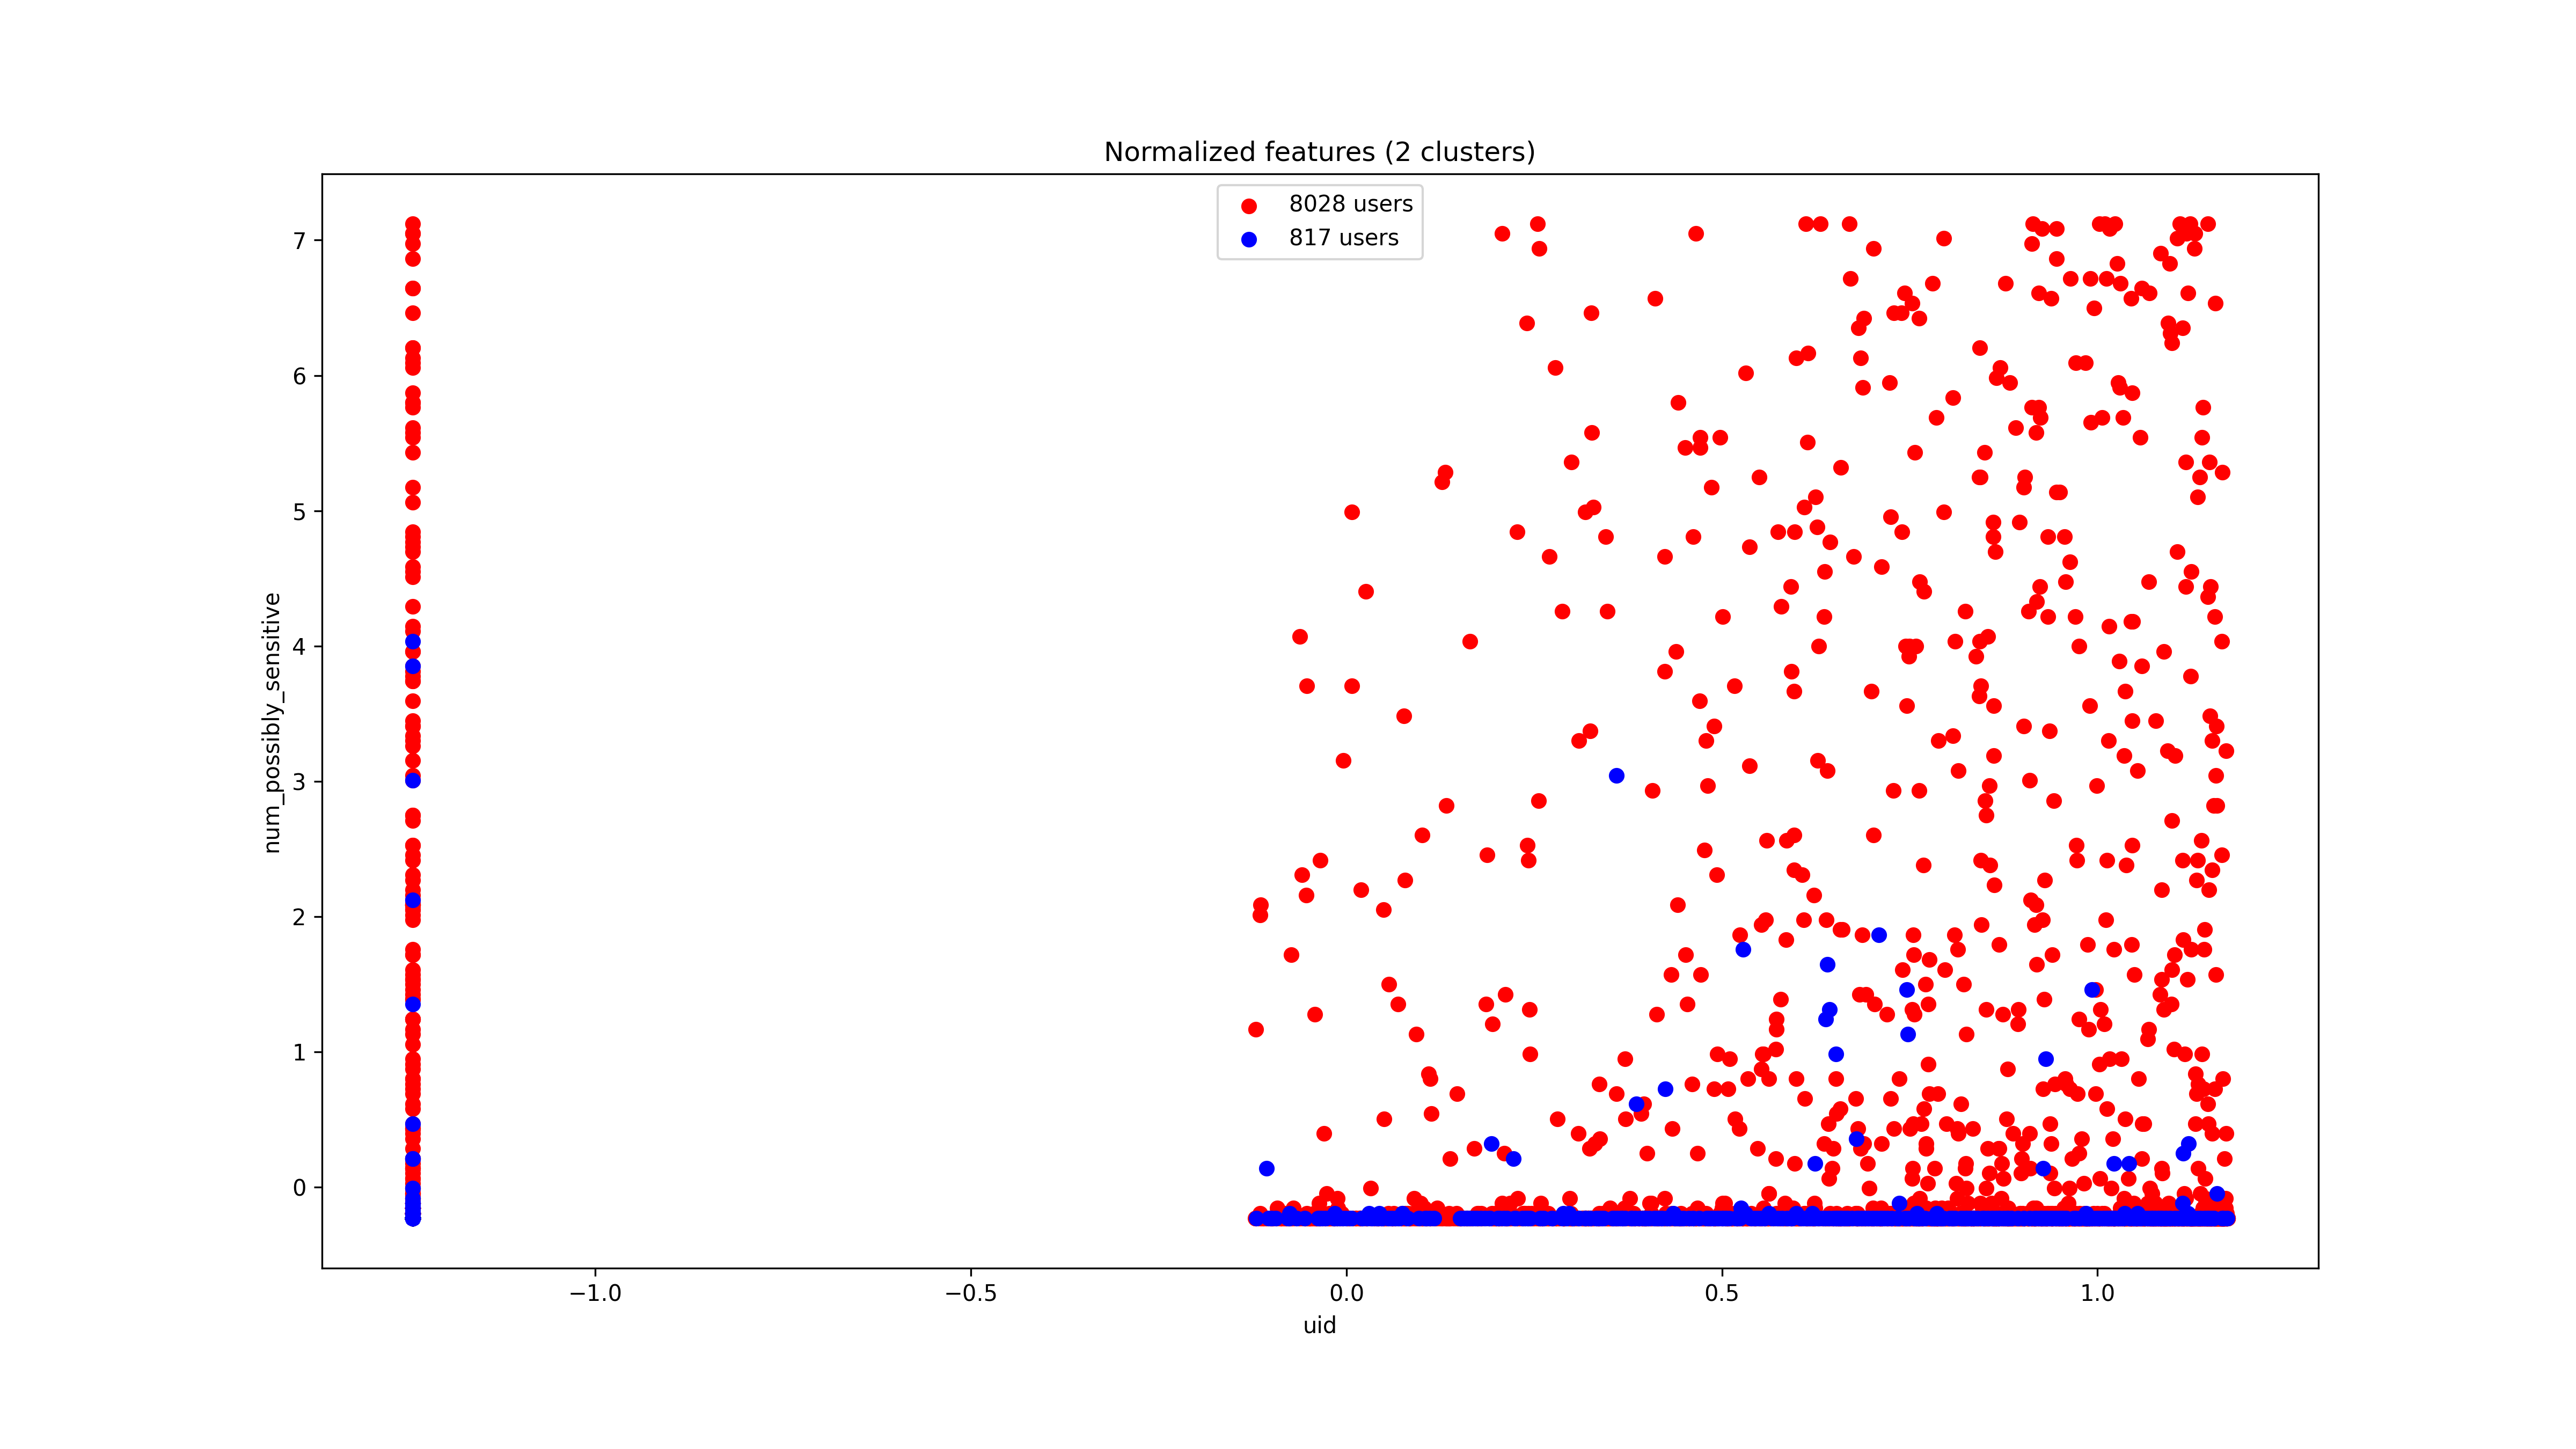 Normalized features (2 clusters)
8028 users
817 users
7
6
5
4
3
2
1
0
num_possibly_sensitive
−1.0
−0.5
0.0
0.5
1.0
uid